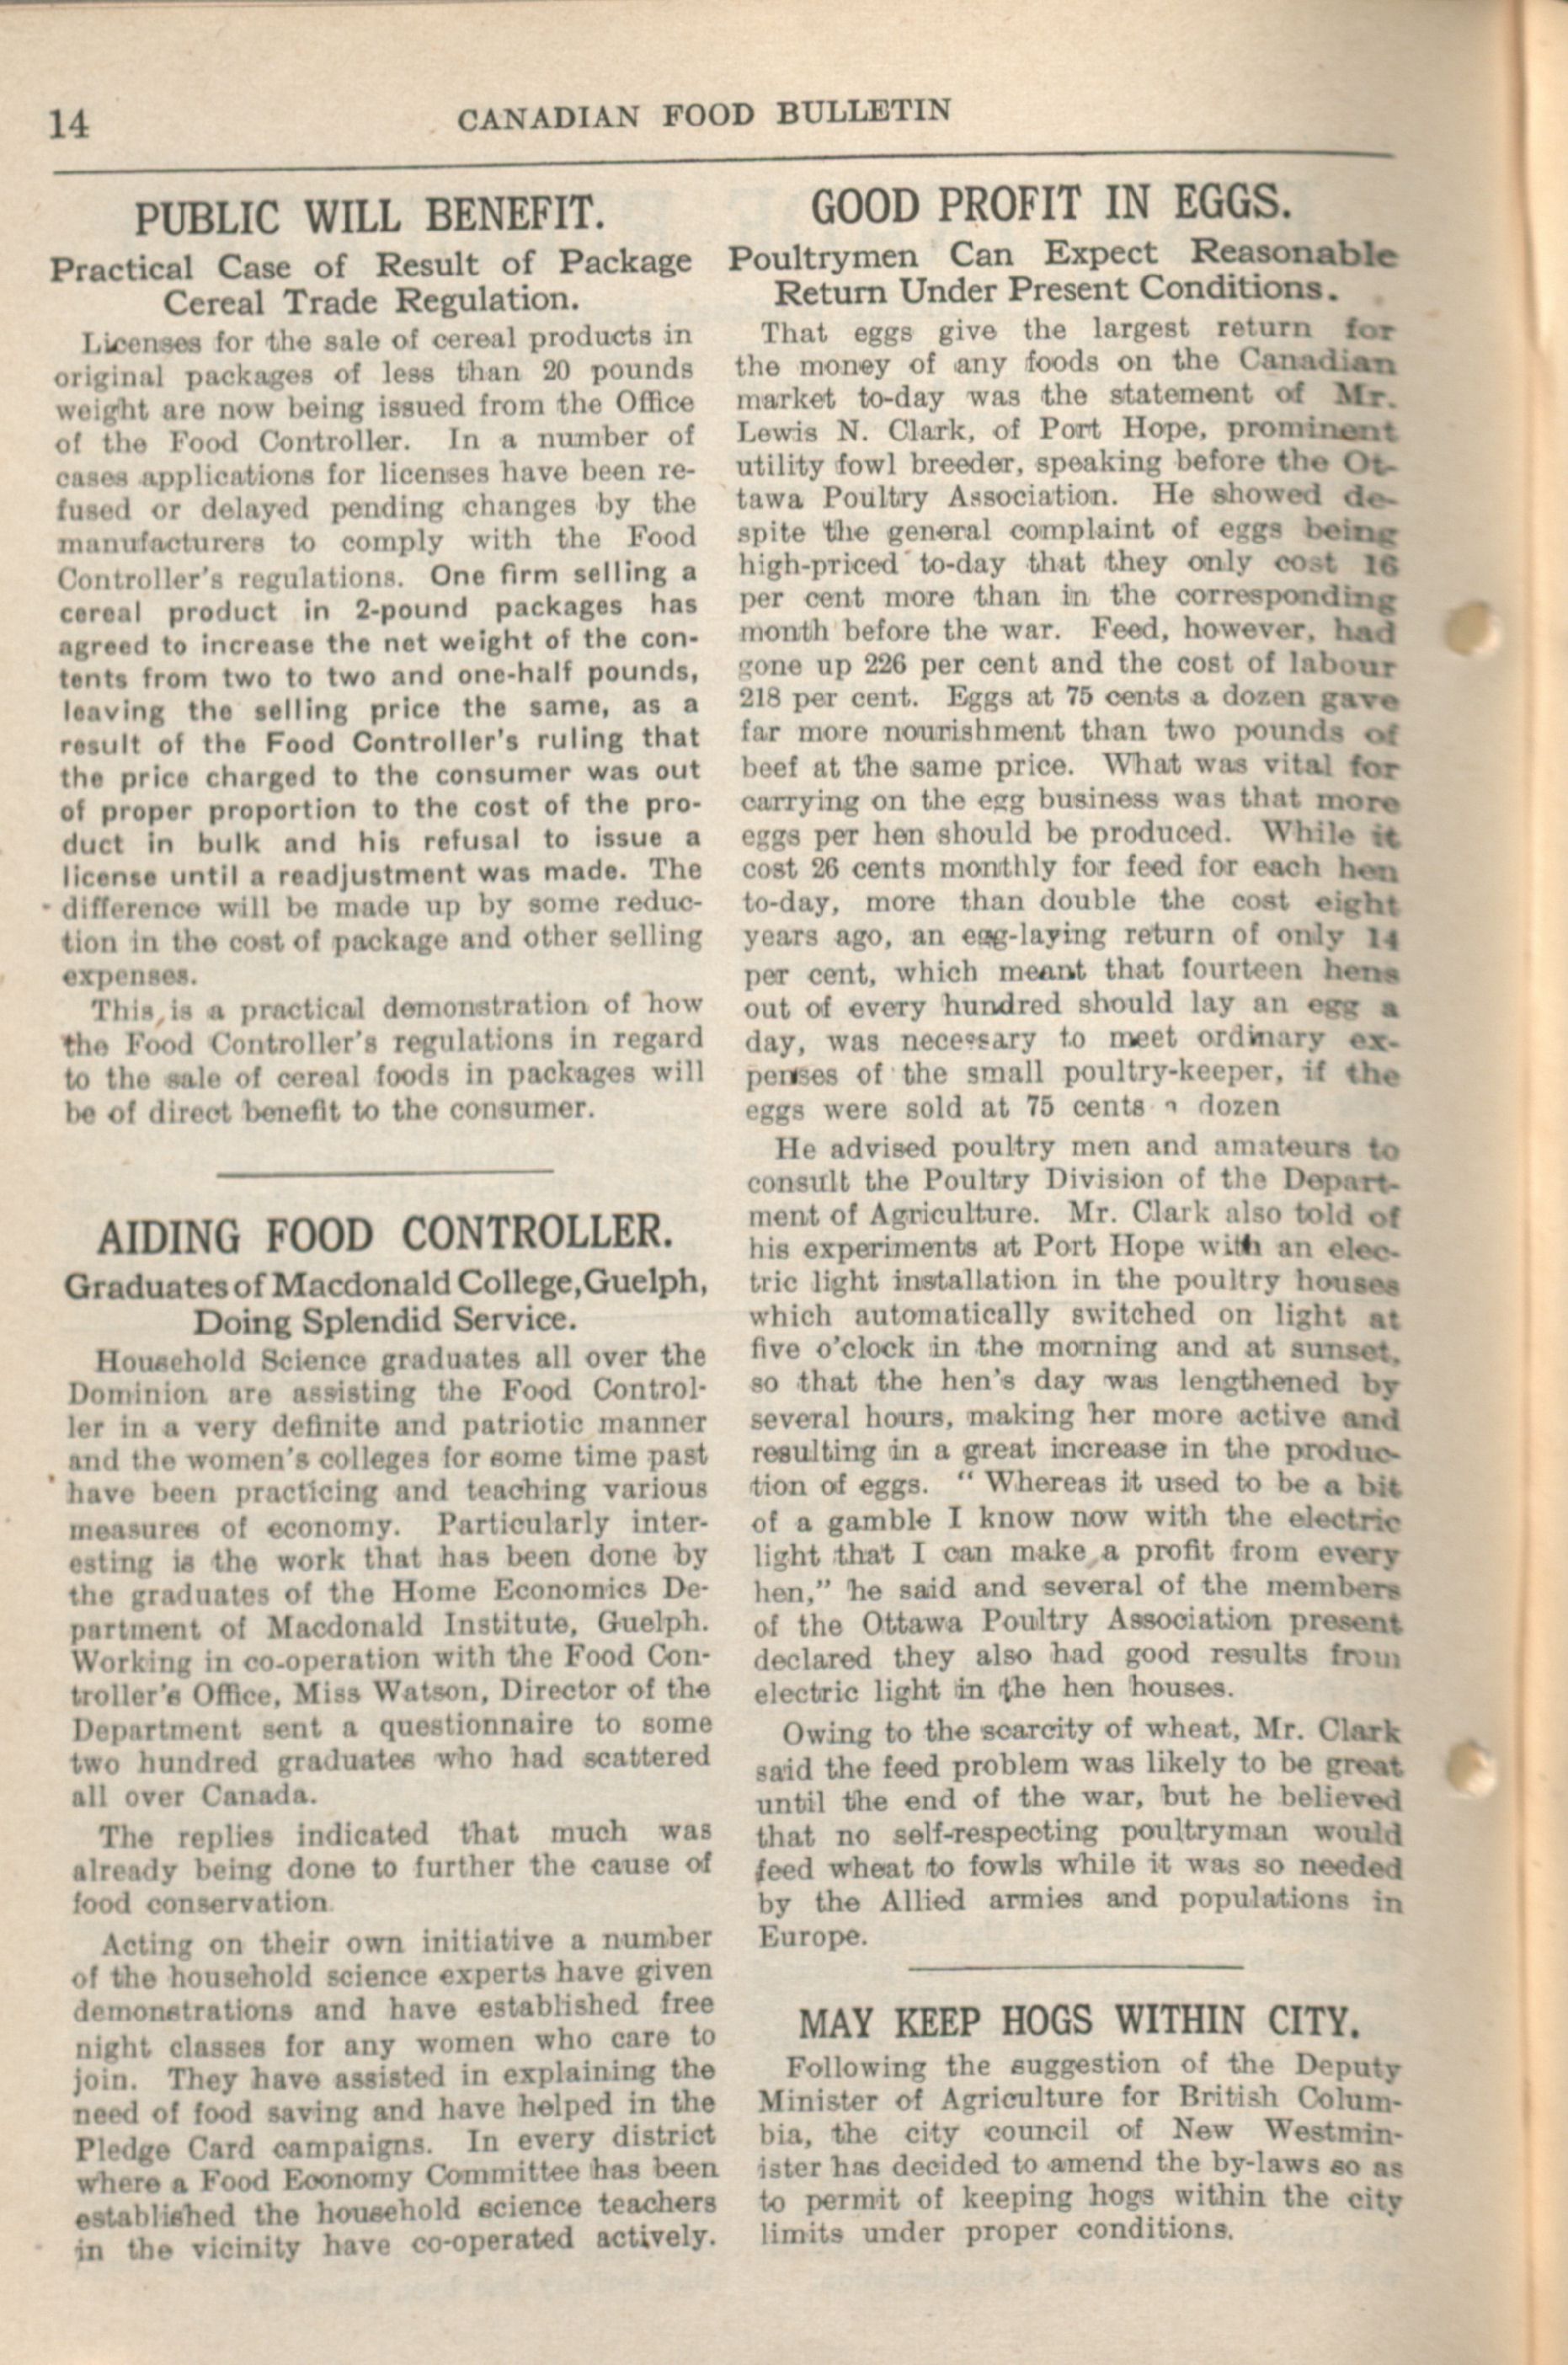 14
CANADIAN FOOD BULLETIN
PUBLIC WILL BENEFIT.
Practical Case of Result of Package
Cereal Trade Regulation.
Licenses for the sale of cereal products in
original packages of less than 20 pounds
weight are now being issued from the Office
of the Food Controller. In a number of
cases applications for licenses have been re-
fused or delayed pending changes by the
manufacturers to comply with the Food
Controller's regulations. One firm selling a
cereal product in 2-pound packages has
agreed to increase the net weight of the con-
tents from two to two and one-half pounds,
leaving the selling price the same, as a
result of the Food Controller's ruling that
the price charged to the consumer was out
of proper proportion to the cost of the pro-
duct in bulk and his refusal to issue a
license until a readjustment was made. The
difference will be made up by some reduc-
tion in the cost of package and other selling
expenses.
This is a practical demonstration of how
the Food Controller's regulations in regard
to the sale of cereal foods in packages will
be of direct benefit to the consumer.
AIDING FOOD CONTROLLER.
Graduates of Macdonald College, Guelph,
Doing Splendid Service.
Household Science graduates all over the
Dominion are assisting the Food Control-
ler in a very definite and patriotic manner
and the women's colleges for some time past
have been practicing and teaching various
measures of economy. Particularly inter-
esting is the work that has been done by
the graduates of the Home Economics De-
partment of Macdonald Institute, Guelph.
Working in co-operation with the Food Con-
troller's Office, Miss Watson, Director of the
Department sent a questionnaire to some
two hundred graduates who had scattered
all over Canada.
The replies indicated that much was
already being done to further the cause of
food conservation.
Acting on their own initiative a number
of the household science experts have given
demonstrations and have established free
night classes for any women who care to
join. They have assisted in explaining the
need of food saving and have helped in the
Pledge Card campaigns. In every district
where a Food Economy Committee has been
established the household science teachers
in the vicinity have co-operated actively.
GOOD PROFIT IN EGGS.
Poultrymen Can Expect Reasonable
Return Under Present Conditions.
That eggs give the largest return for
the money of any foods on the Canadian
market to-day was the statement of Mr.
Lewis N. Clark, of Port Hope, prominent
utility fowl breeder, speaking before the Ot-
tawa Poultry Association. He showed de-
spite the general complaint of eggs being
high-priced to-day that they only cost 16
per cent more than in the corresponding
month before the war. Feed, however, had
gone up 226 per cent and the cost of labour
218 per cent. Eggs at 75 cents a dozen gave
far more nourishment than two pounds of
beef at the same price. What was vital for
carrying on the egg business was that more
eggs per hen should be produced. While it
cost 26 cents monthly for feed for each hen
to-day, more than double the cost eight
years ago, an egg-laying return of only 14
per cent, which meant that fourteen hens
out of every hundred should lay an egg a
day, was necessary to meet ordinary ex-
penses of the small poultry-keeper, if the
eggs were sold at 75 cents a dozen
He advised poultry men and amateurs to
consult the Poultry Division of the Depart-
ment of Agriculture. Mr. Clark also told of
his experiments at Port Hope with an elec-
tric light installation in the poultry houses
which automatically switched on light at
five o'clock in the morning and at sunset,
so that the hen's day was lengthened by
several hours, making her more active and
resulting in a great increase in the produc-
tion of eggs. " Whereas it used to be a bit
of a gamble I know now with the electric
light that I can make a profit from every
hen," he said and several of the members
of the Ottawa Poultry Association present
declared they also had good results from
electric light in the hen houses.
Owing to the scarcity of wheat, Mr. Clark
said the feed problem was likely to be great
until the end of the war, but he believed
that no self-respecting poultryman would
feed wheat to fowls while it was so needed
by the Allied armies and populations in
Europe.
MAY KEEP HOGS WITHIN CITY.
Following the suggestion of the Deputy
Minister of Agriculture for British Colum-
bia, the city council of New Westmin-
ister has decided to amend the by-laws so as
to permit of keeping hogs within the city
limits under proper conditions.